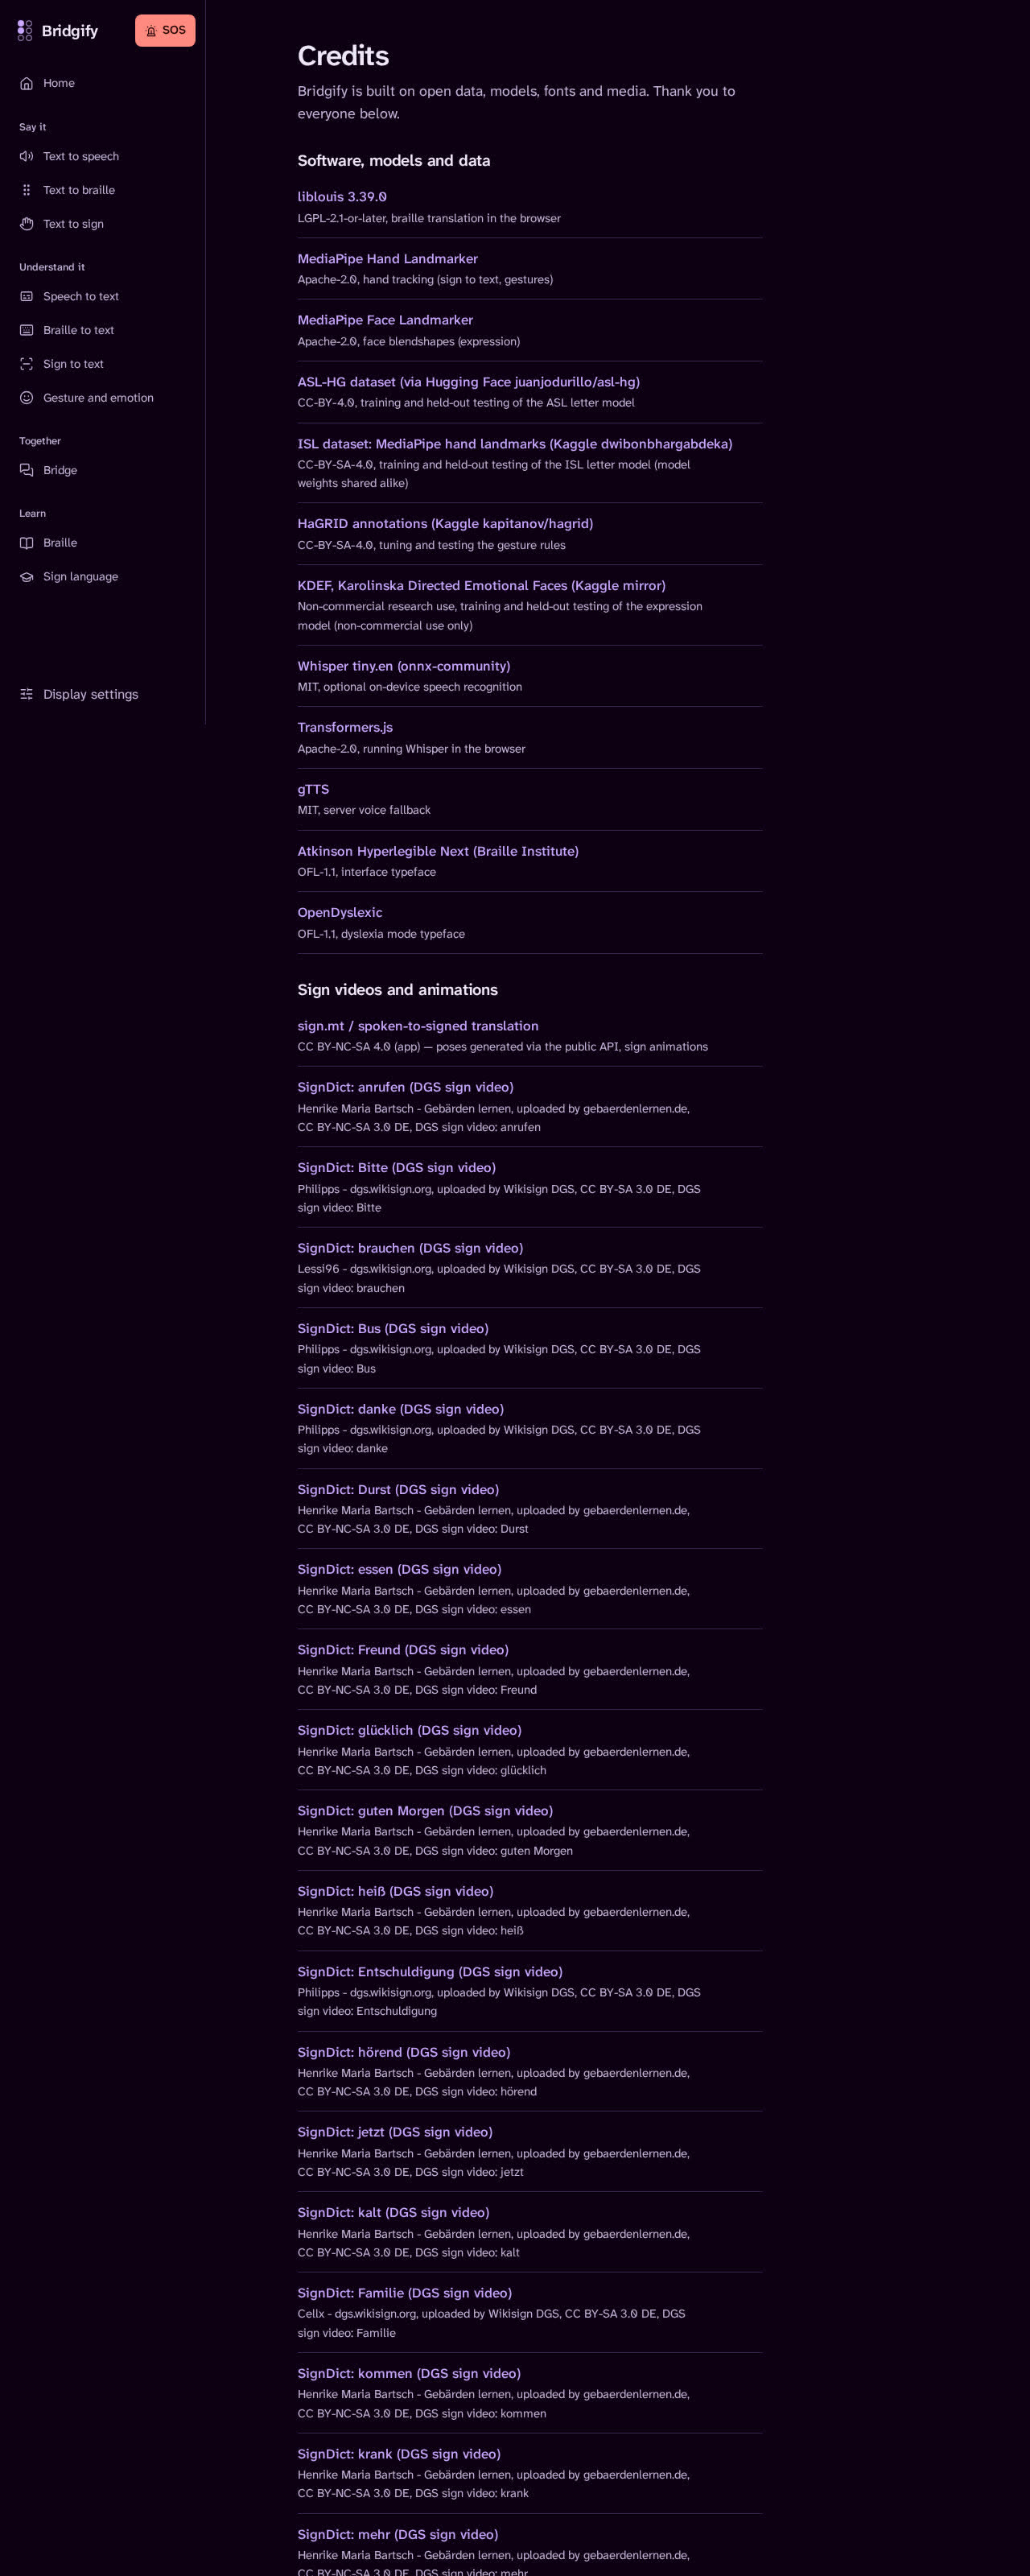 Bridgify
SOS
Home
Say it
Text to speech
Text to braille
Text to sign
Understand it
Speech to text
Braille to text
Sign to text
Gesture and emotion
Together
Bridge
Learn
Braille
Sign language
Display settings
Credits
Bridgify is built on open data, models, fonts and media. Thank you to
everyone below.
Software, models and data
liblouis 3.39.0
LGPL-2.1-or-later, braille translation in the browser
MediaPipe Hand Landmarker
Apache-2.0, hand tracking (sign to text, gestures)
MediaPipe Face Landmarker
Apache-2.0, face blendshapes (expression)
ASL-HG dataset (via Hugging Face juanjodurillo/asl-hg)
CC-BY-4.0, training and held-out testing of the ASL letter model
ISL dataset: MediaPipe hand landmarks (Kaggle dwibonbhargabdeka)
CC-BY-SA-4.0, training and held-out testing of the ISL letter model (model
weights shared alike)
HaGRID annotations (Kaggle kapitanov/hagrid)
CC-BY-SA-4.0, tuning and testing the gesture rules
KDEF, Karolinska Directed Emotional Faces (Kaggle mirror)
Non-commercial research use, training and held-out testing of the expression
model (non-commercial use only)
Whisper tiny.en (onnx-community)
MIT, optional on-device speech recognition
Transformers.js
Apache-2.0, running Whisper in the browser
gTTS
MIT, server voice fallback
Atkinson Hyperlegible Next (Braille Institute)
OFL-1.1, interface typeface
OpenDyslexic
OFL-1.1, dyslexia mode typeface
Sign videos and animations
sign.mt / spoken-to-signed translation
CC BY-NC-SA 4.0 (app) — poses generated via the public API, sign animations
SignDict: anrufen (DGS sign video)
Henrike Maria Bartsch - Gebärden lernen, uploaded by gebaerdenlernen.de,
CC BY-NC-SA 3.0 DE, DGS sign video: anrufen
SignDict: Bitte (DGS sign video)
Philipps - dgs.wikisign.org, uploaded by Wikisign DGS, CC BY-SA 3.0 DE, DGS
sign video: Bitte
SignDict: brauchen (DGS sign video)
Lessi96 - dgs.wikisign.org, uploaded by Wikisign DGS, CC BY-SA 3.0 DE, DGS
sign video: brauchen
SignDict: Bus (DGS sign video)
Philipps - dgs.wikisign.org, uploaded by Wikisign DGS, CC BY-SA 3.0 DE, DGS
sign video: Bus
SignDict: danke (DGS sign video)
Philipps - dgs.wikisign.org, uploaded by Wikisign DGS, CC BY-SA 3.0 DE, DGS
sign video: danke
SignDict: Durst (DGS sign video)
Henrike Maria Bartsch - Gebärden lernen, uploaded by gebaerdenlernen.de,
CC BY-NC-SA 3.0 DE, DGS sign video: Durst
SignDict: essen (DGS sign video)
Henrike Maria Bartsch - Gebärden lernen, uploaded by gebaerdenlernen.de,
CC BY-NC-SA 3.0 DE, DGS sign video: essen
SignDict: Freund (DGS sign video)
Henrike Maria Bartsch - Gebärden lernen, uploaded by gebaerdenlernen.de,
CC BY-NC-SA 3.0 DE, DGS sign video: Freund
SignDict: glücklich (DGS sign video)
Henrike Maria Bartsch - Gebärden lernen, uploaded by gebaerdenlernen.de,
CC BY-NC-SA 3.0 DE, DGS sign video: glücklich
SignDict: guten Morgen (DGS sign video)
Henrike Maria Bartsch - Gebärden lernen, uploaded by gebaerdenlernen.de,
CC BY-NC-SA 3.0 DE, DGS sign video: guten Morgen
SignDict: heiß (DGS sign video)
Henrike Maria Bartsch - Gebärden lernen, uploaded by gebaerdenlernen.de,
CC BY-NC-SA 3.0 DE, DGS sign video: heiß
SignDict: Entschuldigung (DGS sign video)
Philipps - dgs.wikisign.org, uploaded by Wikisign DGS, CC BY-SA 3.0 DE, DGS
sign video: Entschuldigung
SignDict: hörend (DGS sign video)
Henrike Maria Bartsch - Gebärden lernen, uploaded by gebaerdenlernen.de,
CC BY-NC-SA 3.0 DE, DGS sign video: hörend
SignDict: jetzt (DGS sign video)
Henrike Maria Bartsch - Gebärden lernen, uploaded by gebaerdenlernen.de,
CC BY-NC-SA 3.0 DE, DGS sign video: jetzt
SignDict: kalt (DGS sign video)
Henrike Maria Bartsch - Gebärden lernen, uploaded by gebaerdenlernen.de,
CC BY-NC-SA 3.0 DE, DGS sign video: kalt
SignDict: Familie (DGS sign video)
Cellx - dgs.wikisign.org, uploaded by Wikisign DGS, CC BY-SA 3.0 DE, DGS
sign video: Familie
SignDict: kommen (DGS sign video)
Henrike Maria Bartsch - Gebärden lernen, uploaded by gebaerdenlernen.de,
CC BY-NC-SA 3.0 DE, DGS sign video: kommen
SignDict: krank (DGS sign video)
Henrike Maria Bartsch - Gebärden lernen, uploaded by gebaerdenlernen.de,
CC BY-NC-SA 3.0 DE, DGS sign video: krank
SignDict: mehr (DGS sign video)
Henrike Maria Bartsch - Gebärden lernen, uploaded by gebaerdenlernen.de,
CC BY-NC-SA 3.0 DE, DGS sign video: mehr